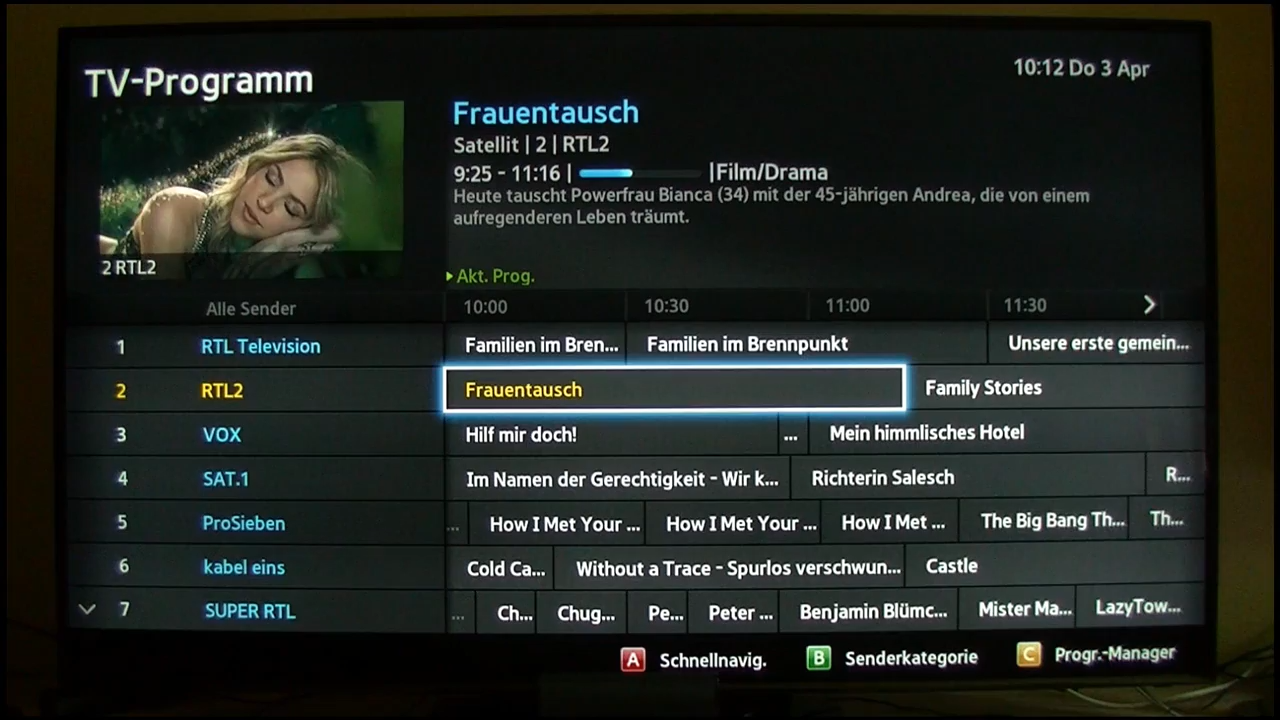 TV-Programm
10:12 Do 3 Apr
Frauentausch
Satellit | 2 | RTL2
9:25 - 11:16 | |Film/Drama
Heute tauscht Powerfrau Bianca (34) mit der 45-jährigen Andrea, die von einem
aufregenderen Leben träumt.
2 RTL2
Akt. Prog.
Alle Sender 10:00 10:30 11:00 11:30
1 RTL Television Familien im Bren... Familien im Brennpunkt Unsere erste gemein...
2 RTL2 Frauentausch Family Stories
3 VOX Hilf mir doch! ... Mein himmlisches Hotel
4 SAT.1 Im Namen der Gerechtigkeit - Wir k... Richterin Salesch R...
5 ProSieben ... How I Met Your ... How I Met Your ... How I Met ... The Big Bang Th... Th...
6 kabel eins Cold Ca... Without a Trace - Spurlos verschwun... Castle
7 SUPER RTL ... Ch... Chug... Pe... Peter ... Benjamin Blümc... Mister Ma... LazyTow...
A Schnellnavig. B Senderkategorie C Progr.-Manager